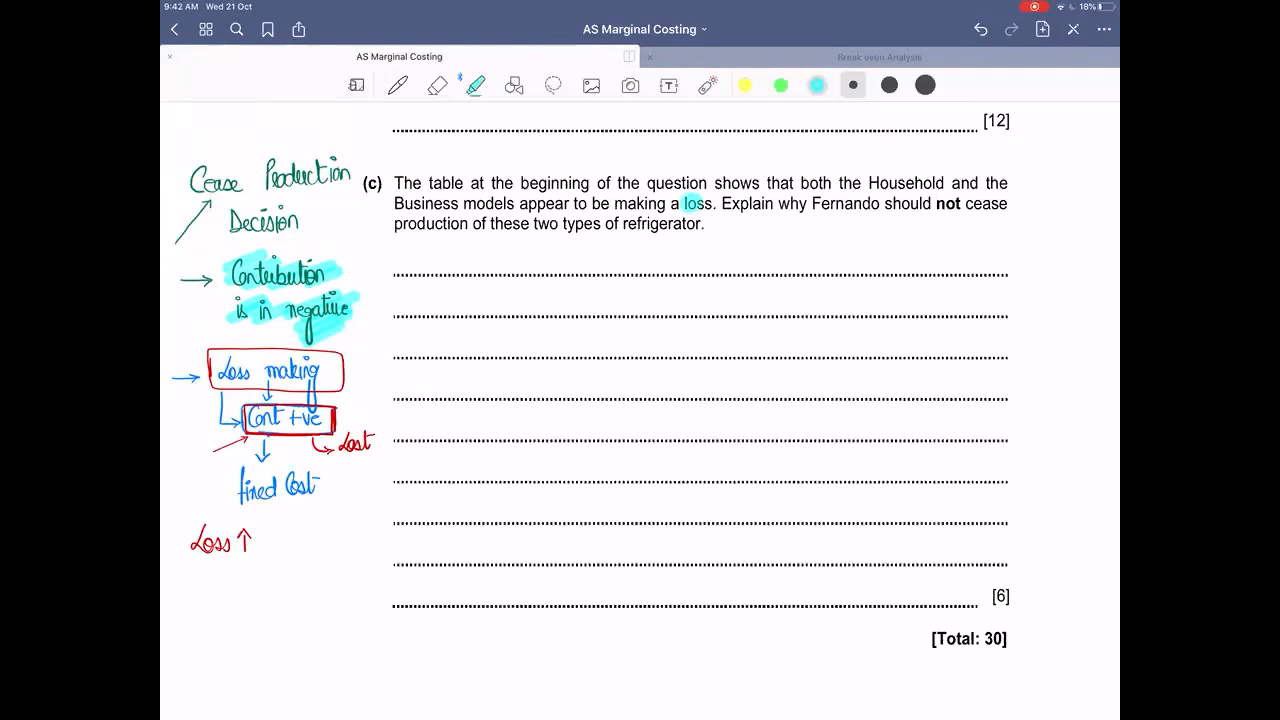 9:42 AM Wed 21 Oct
18%
AS Marginal Costing
AS Marginal Costing
Break even Analysis
[12]
Cease Production
Decision
(c) The table at the beginning of the question shows that both the Household and the
Business models appear to be making a loss. Explain why Fernando should not cease
production of these two types of refrigerator.
Contribution
is in negative
Loss making
Cont +ve
Lost
fixed Cost
Loss ↑
[6]
[Total: 30]